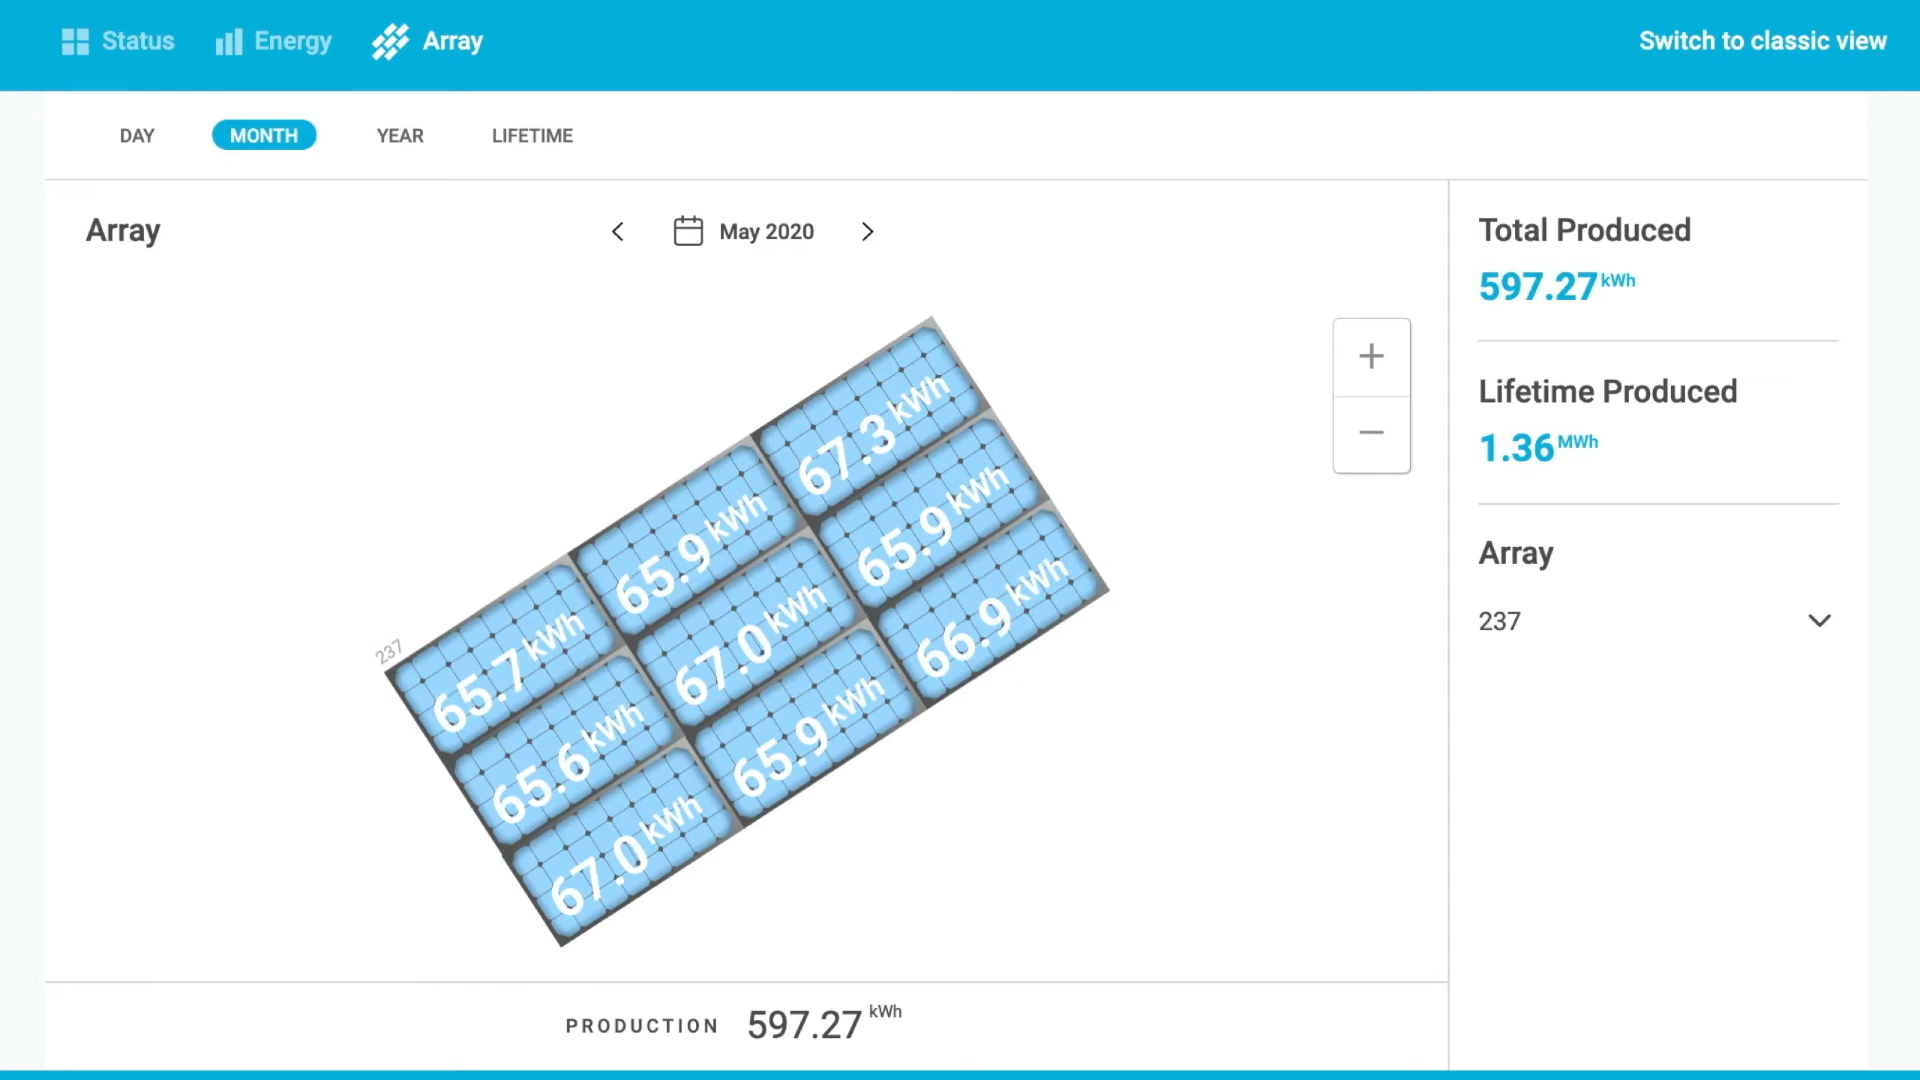 Status Energy Array Switch to classic view
DAY MONTH YEAR LIFETIME
Array
May 2020
237
65.7 kWh
65.9 kWh
67.3 kWh
65.6 kWh
67.0 kWh
65.9 kWh
67.0 kWh
65.9 kWh
66.9 kWh
PRODUCTION 597.27 kWh
Total Produced
597.27 kWh
Lifetime Produced
1.36 MWh
Array
237